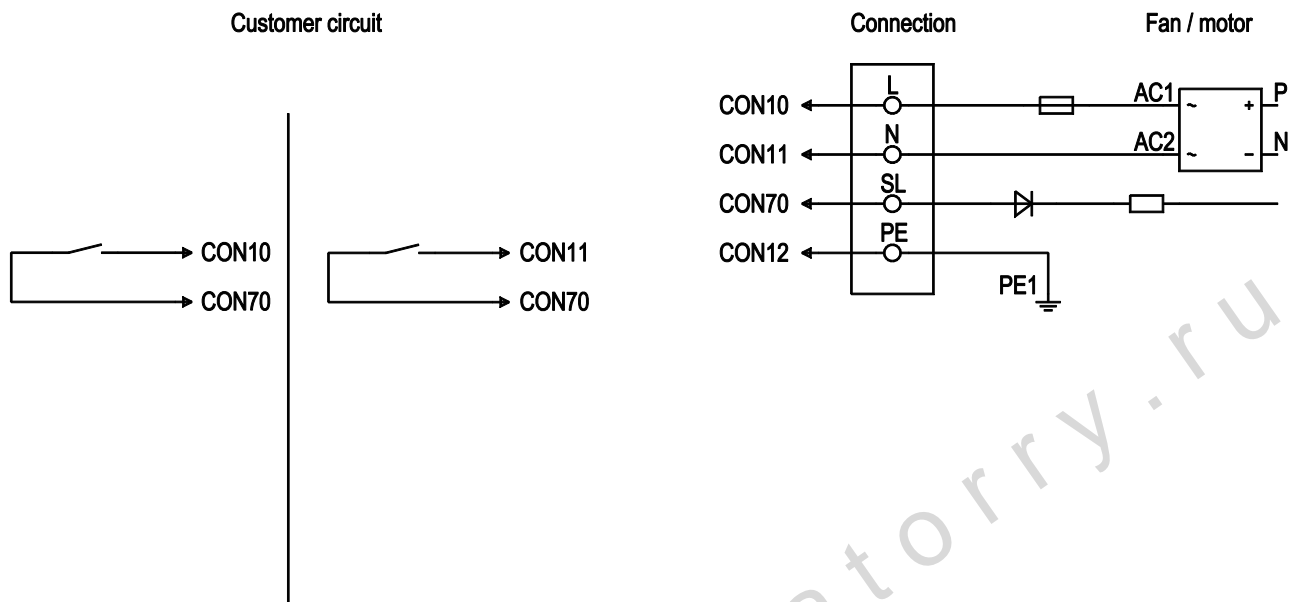 Customer circuit
Connection
Fan / motor
CON10
CON70
CON11
CON70
CON10
L
AC1
~
+
P
CON11
N
AC2
~
–
N
CON70
SL
CON12
PE
PE1
atorry.ru